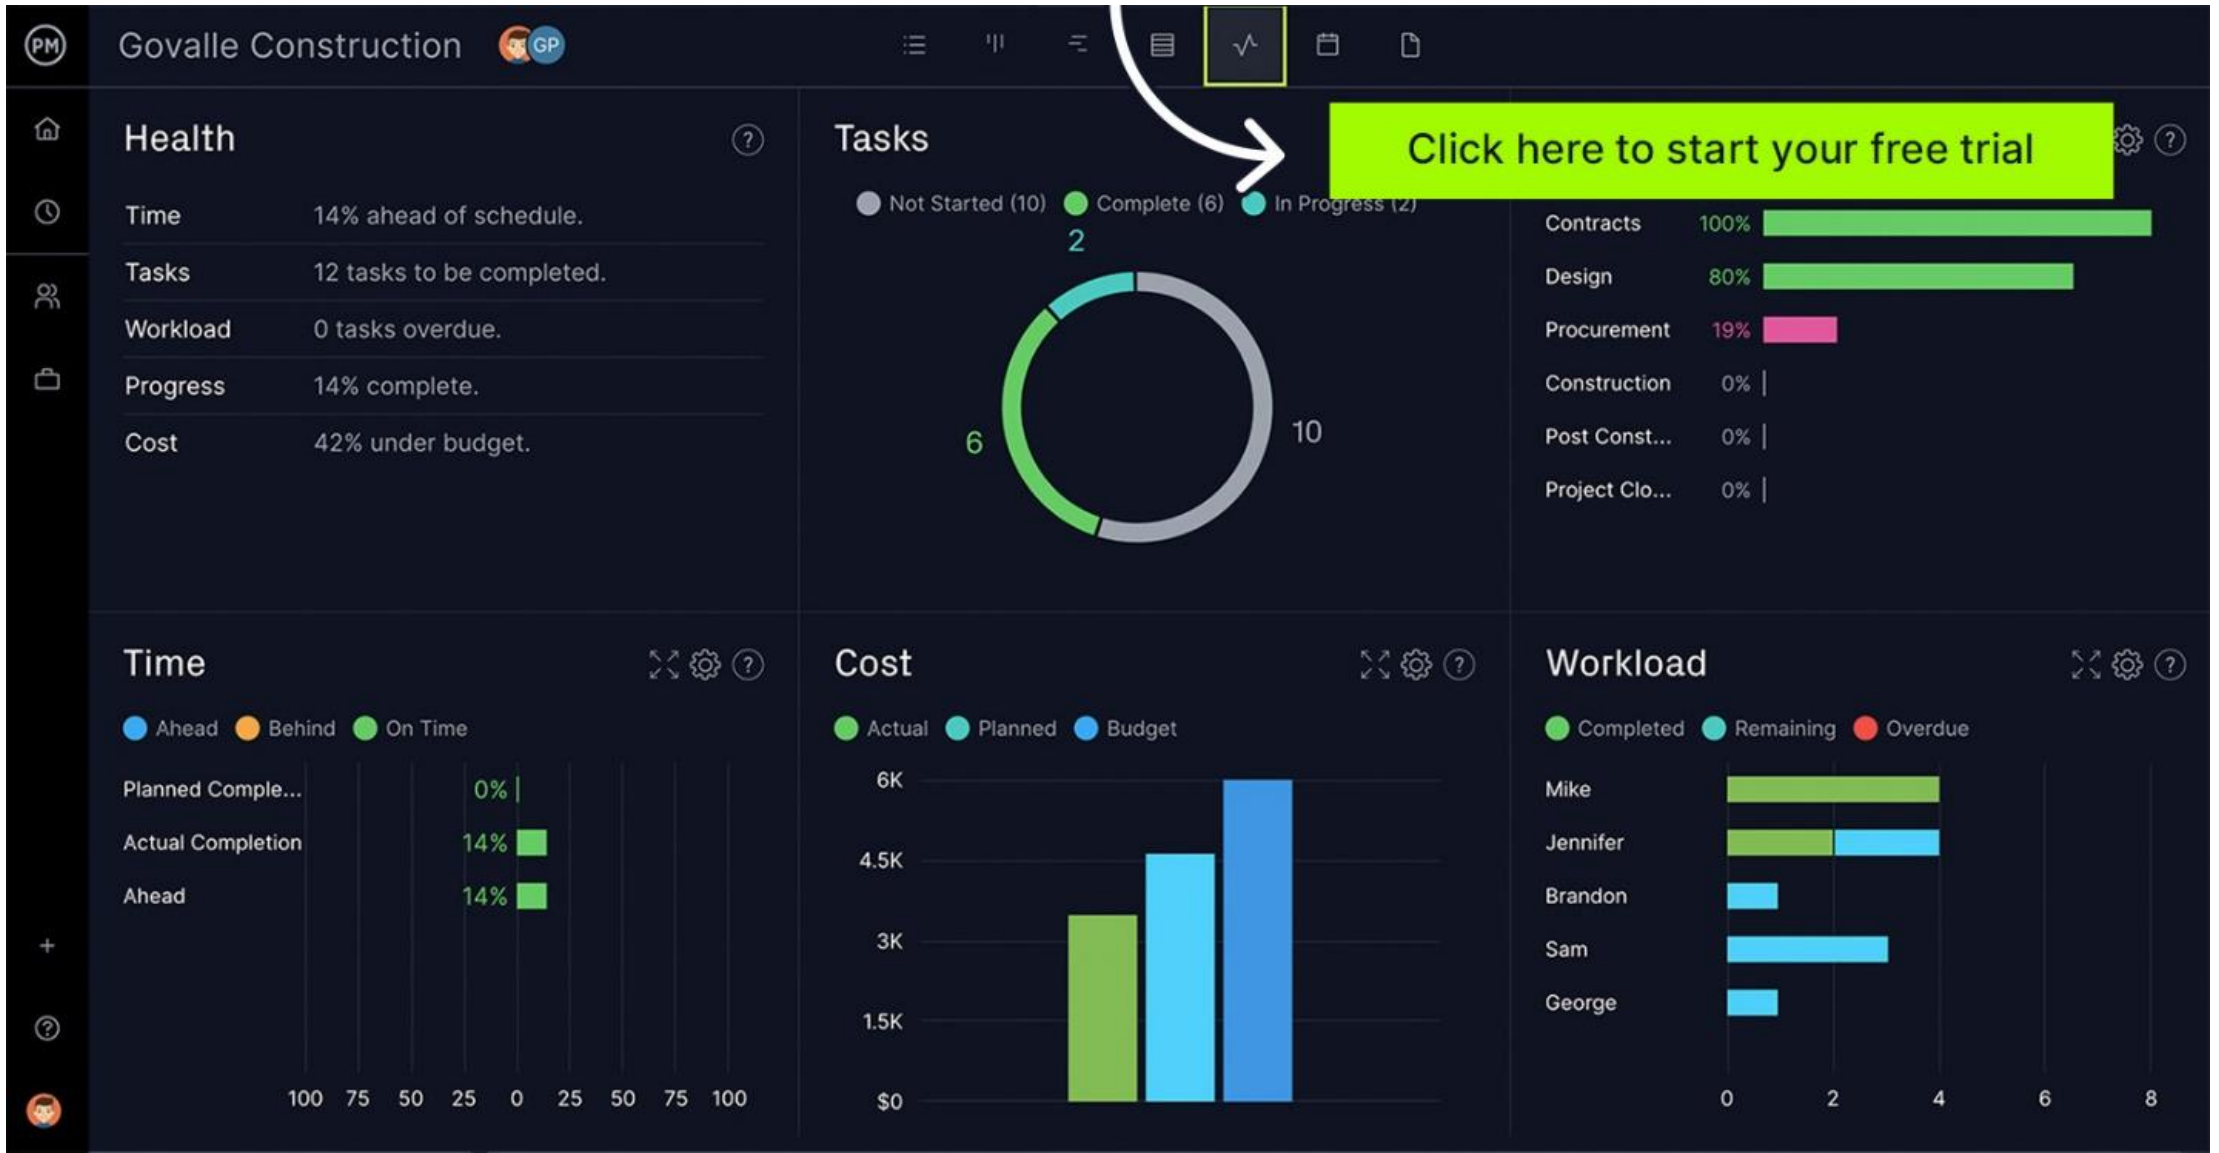 PM
Govalle Construction
GP
Click here to start your free trial
Health
?
Time 14% ahead of schedule.
Tasks 12 tasks to be completed.
Workload 0 tasks overdue.
Progress 14% complete.
Cost 42% under budget.
Tasks
Not Started (10) Complete (6) In Progress (2)
2
6
10
?
Contracts 100%
Design 80%
Procurement 19%
Construction 0%
Post Const... 0%
Project Clo... 0%
Time
?
Ahead Behind On Time
Planned Comple... 0%
Actual Completion 14%
Ahead 14%
100 75 50 25 0 25 50 75 100
Cost
?
Actual Planned Budget
6K
4.5K
3K
1.5K
$0
Workload
?
Completed Remaining Overdue
Mike
Jennifer
Brandon
Sam
George
0 2 4 6 8
+
?